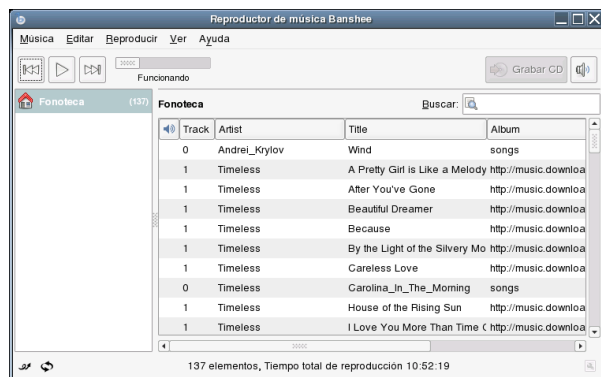 Reproductor de música Banshee
Música Editar Reproducir Ver Ayuda
Funcionando
Grabar CD
Fonoteca (137)
Fonoteca
Buscar:
Track Artist Title Album
0 Andrei_Krylov Wind songs
1 Timeless A Pretty Girl is Like a Melody http://music.downloa
1 Timeless After You've Gone http://music.downloa
1 Timeless Beautiful Dreamer http://music.downloa
1 Timeless Because http://music.downloa
1 Timeless By the Light of the Silvery Mo http://music.downloa
1 Timeless Careless Love http://music.downloa
0 Timeless Carolina_In_The_Morning songs
1 Timeless House of the Rising Sun http://music.downloa
1 Timeless I Love You More Than Time ( http://music.downloa
137 elementos, Tiempo total de reproducción 10:52:19